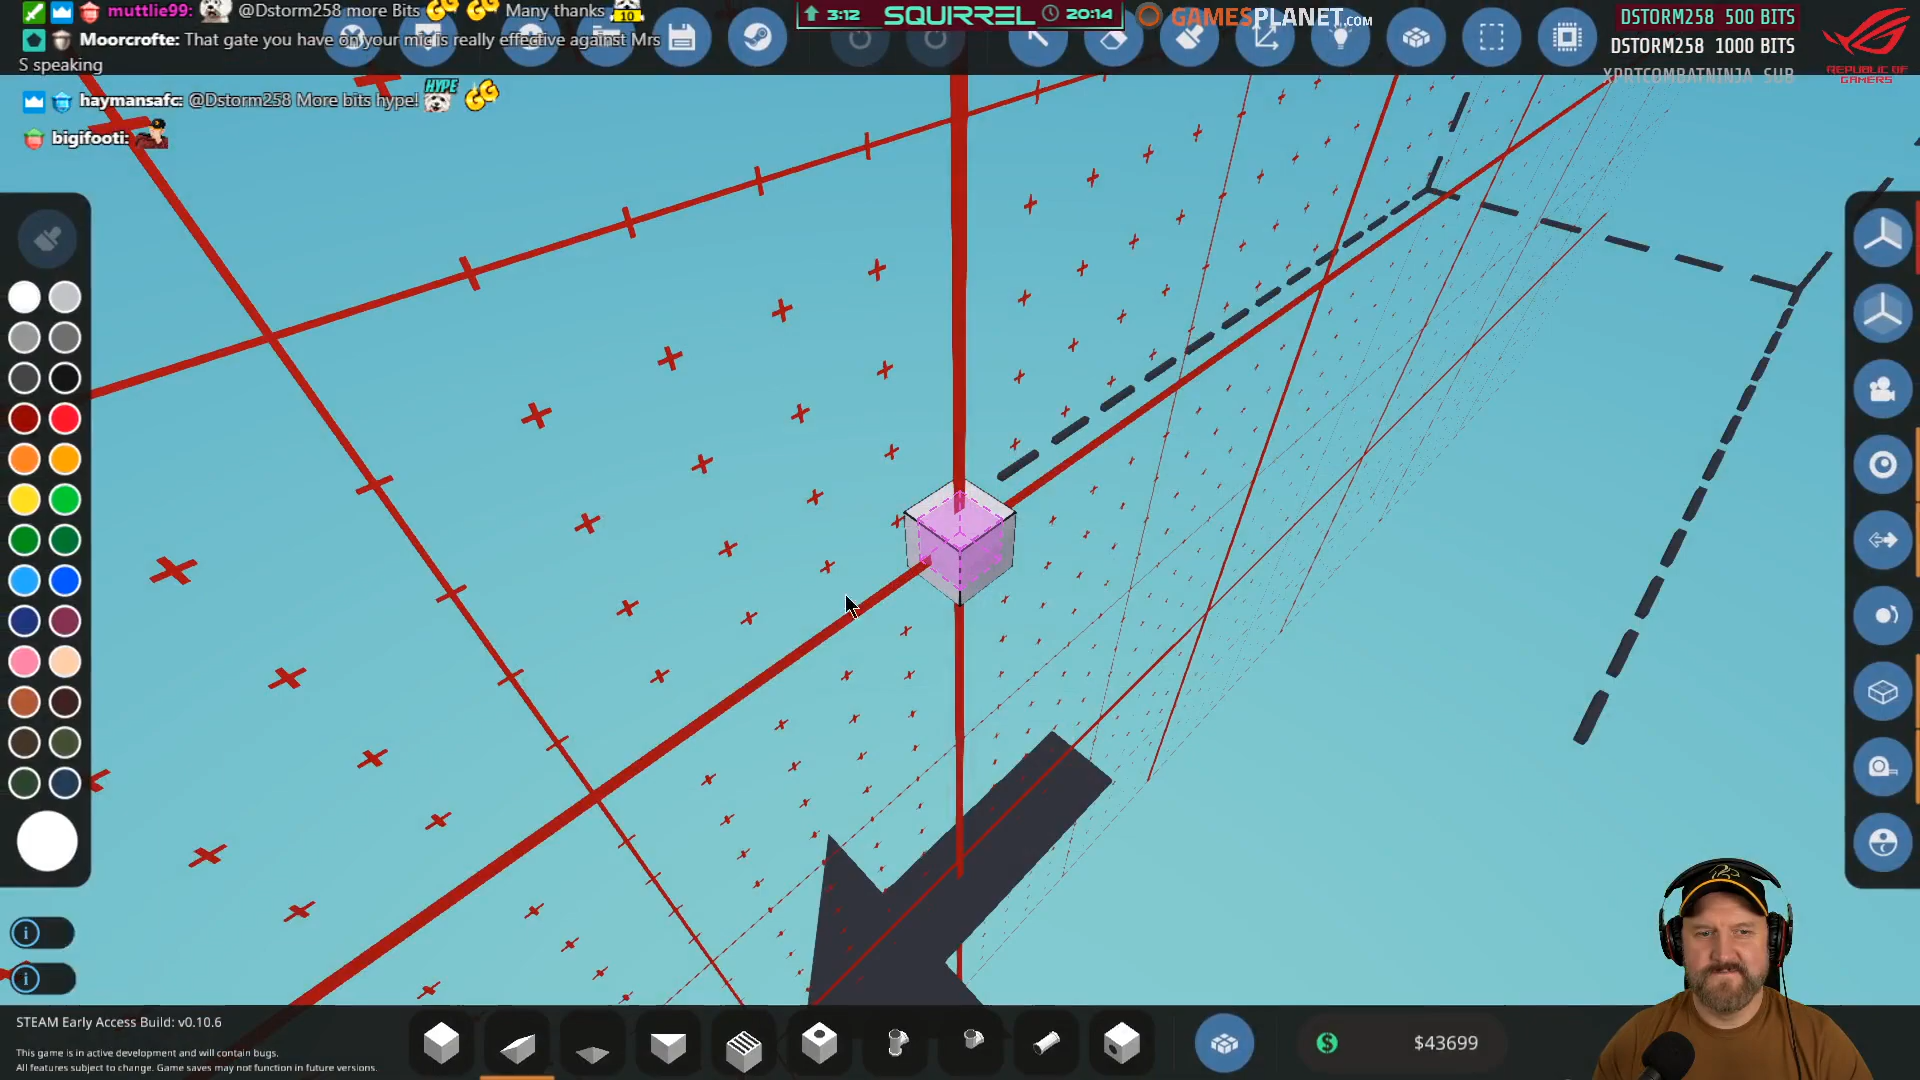 muttlie99: @Dstorm258 more Bits Many thanks 10
Moorcrofte: That gate you have on your mic is really effective against Mrs
S speaking
haymansafc: @Dstorm258 More bits hype! HYPE
bigifooti:
3:12 SQUIRREL 20:14
GAMESPLANET.COM
DSTORM258 500 BITS
DSTORM258 1000 BITS
XPRTCOMBATNINJA SUB
REPUBLIC OF
GAMERS
STEAM Early Access Build: v0.10.6
This game is in active development and will contain bugs.
All features subject to change. Game saves may not function in future versions.
$ $43699